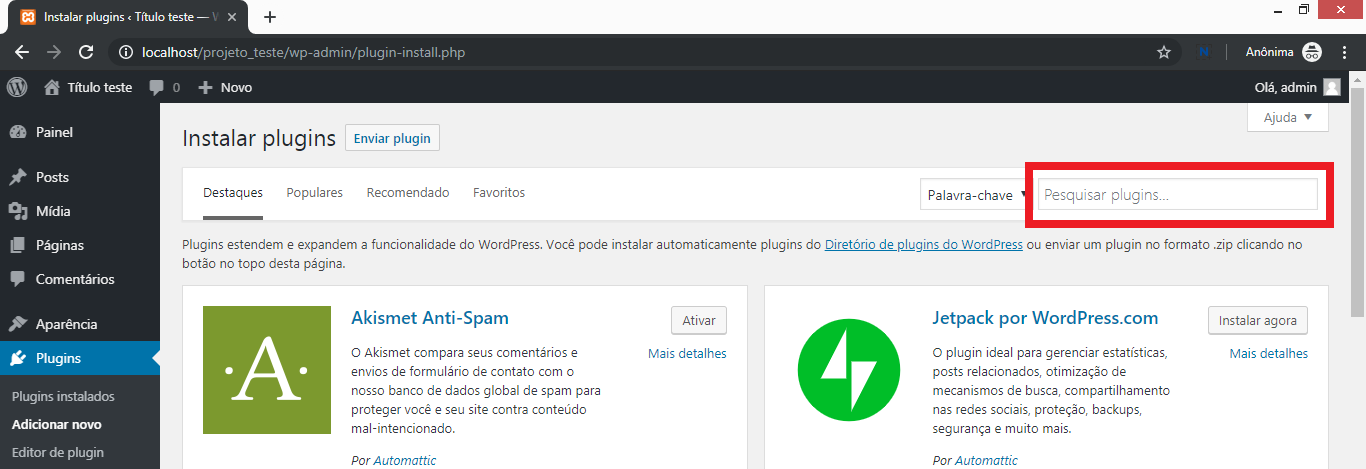 Instalar plugins ‹ Título teste — W
localhost/projeto_teste/wp-admin/plugin-install.php
Anônima
Título teste
0
Novo
Olá, admin
Painel
Posts
Mídia
Páginas
Comentários
Aparência
Plugins
Plugins instalados
Adicionar novo
Editor de plugin
Ajuda
Instalar plugins
Enviar plugin
Destaques
Populares
Recomendado
Favoritos
Palavra-chave
Pesquisar plugins...
Plugins estendem e expandem a funcionalidade do WordPress. Você pode instalar automaticamente plugins do Diretório de plugins do WordPress ou enviar um plugin no formato .zip clicando no
botão no topo desta página.
·A·
Akismet Anti-Spam
Ativar
Mais detalhes
O Akismet compara seus comentários e
envios de formulário de contato com o
nosso banco de dados global de spam para
proteger você e seu site contra conteúdo
mal-intencionado.
Por Automattic
Jetpack por WordPress.com
Instalar agora
Mais detalhes
O plugin ideal para gerenciar estatísticas,
posts relacionados, otimização de
mecanismos de busca, compartilhamento
nas redes sociais, proteção, backups,
segurança e muito mais.
Por Automattic